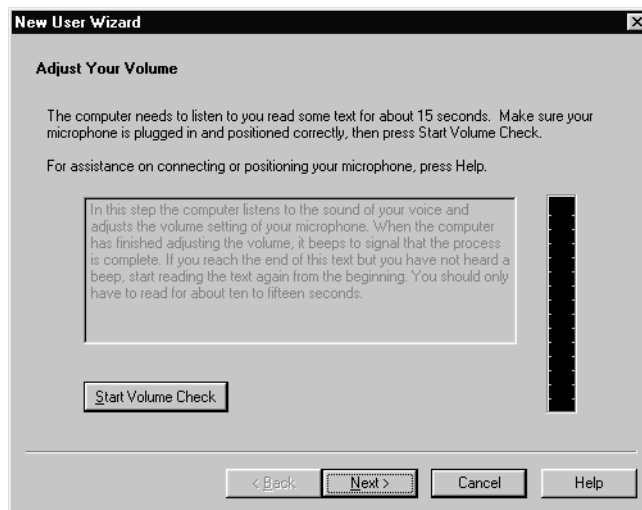 New User Wizard
Adjust Your Volume
The computer needs to listen to you read some text for about 15 seconds. Make sure your
microphone is plugged in and positioned correctly, then press Start Volume Check.
For assistance on connecting or positioning your microphone, press Help.
In this step the computer listens to the sound of your voice and
adjusts the volume setting of your microphone. When the computer
has finished adjusting the volume, it beeps to signal that the process
is complete. If you reach the end of this text but you have not heard a
beep, start reading the text again from the beginning. You should only
have to read for about ten to fifteen seconds.
Start Volume Check
< Back
Next >
Cancel
Help